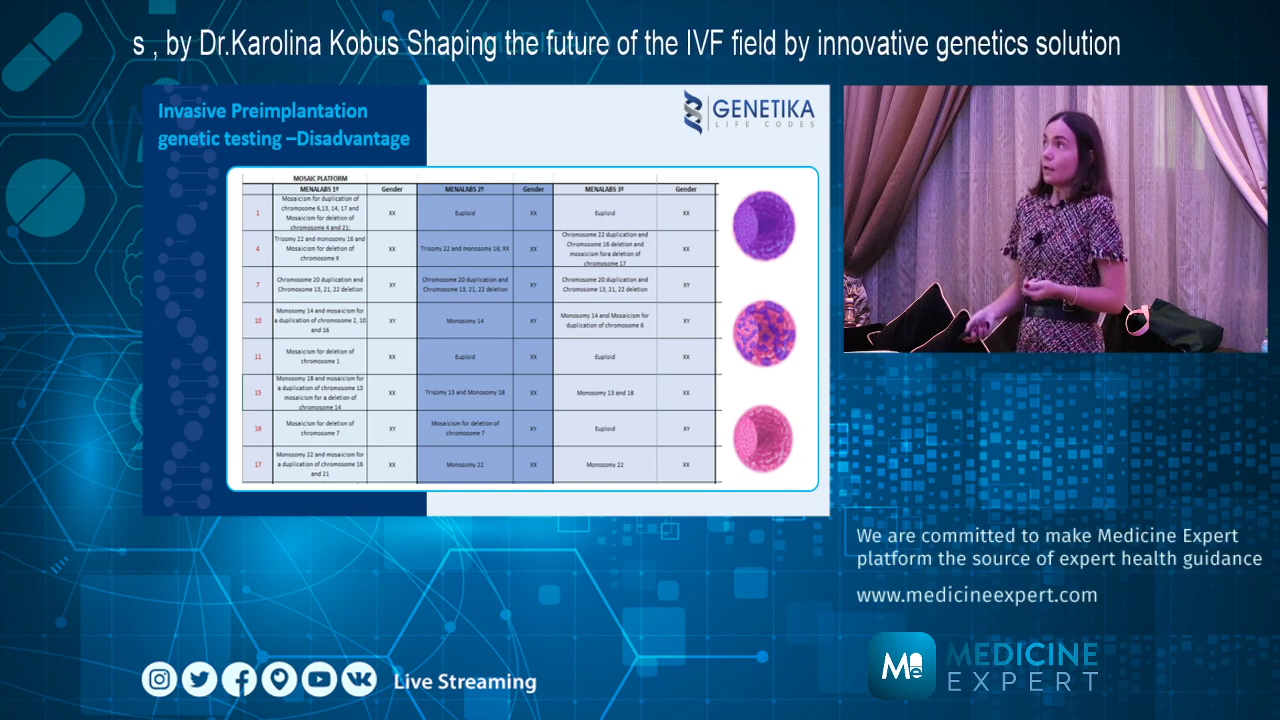 s , by Dr.Karolina Kobus Shaping the future of the IVF field by innovative genetics solution
Invasive Preimplantation
genetic testing –Disadvantage
GENETIKA
LIFE CODES
MOSAIC PLATFORM
MENALABS 1º Gender MENALABS 2º Gender MENALABS 3º Gender
1
Mosaicism for duplication of
chromosome 6,13, 14, 17 and
Mosaicism for deletion of
chromosome 4 and 21;
XX
Euploid
XX
Euploid
XX
4
Trisomy 22 and monosomy 16 and
Mosaicism for deletion of
chromosome X
XX
Trisomy 22 and monosomy 16; XX
XX
Chromosome 22 duplication and
Chromosome 16 deletion and
mosaicism fora deletion of
chromosome 17
XX
7
Chromosome 20 duplication and
Chromosome 13, 21, 22 deletion
XY
Chromosome 20 duplication and
Chromosome 13, 21, 22 deletion
XY
Chromosome 20 duplication and
Chromosome 13, 21, 22 deletion
XY
10
Monosomy 14 and mosaicism for
a duplication of chromosome 2, 10
and 16
XY
Monosomy 14
XY
Monosomy 14 and Mosaicism for
duplication of chromosome 6
XY
11
Mosaicism for deletion of
chromosome 1
XX
Euploid
XX
Euploid
XX
15
Monosomy 18 and mosaicism for
a duplication of chromosome 13
mosaicism for a deletion of
chromosome 14
XX
Trisomy 13 and Monosomy 18
XX
Monosomy 13 and 18
XX
16
Mosaicism for deletion of
chromosome 7
XY
Mosaicism for deletion of
chromosome 7
XY
Euploid
XY
17
Monosomy 22 and mosaicism for
a duplication of chromosome 16
and 21
XX
Monosomy 22
XX
Monosomy 22
XX
We are committed to make Medicine Expert
platform the source of expert health guidance
www.medicineexpert.com
Live Streaming
Me
MEDICINE
EXPERT